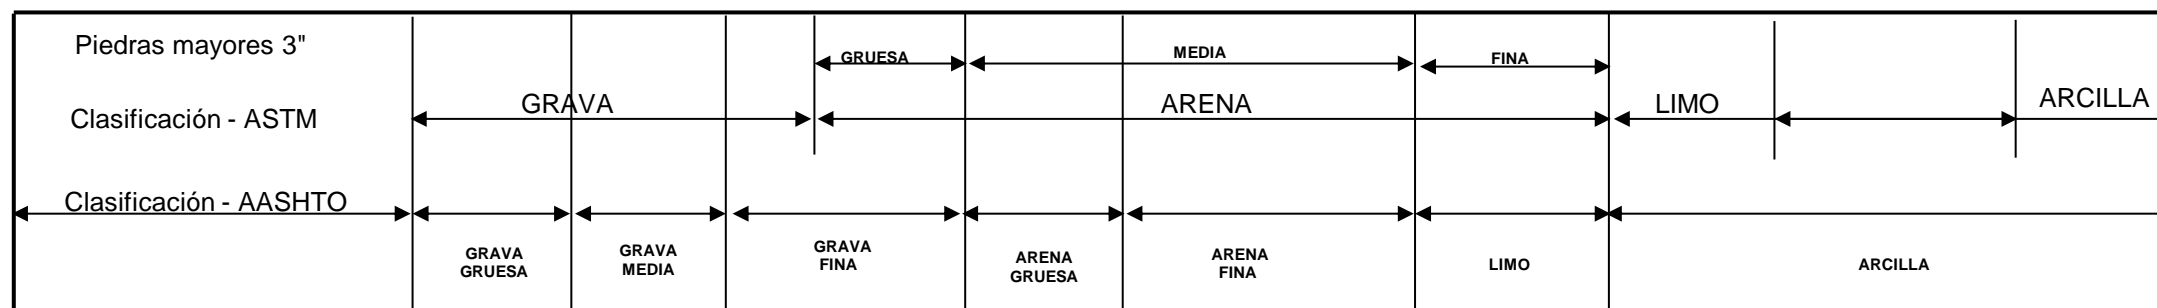 Piedras mayores 3"
GRUESA
MEDIA
FINA
Clasificación - ASTM
GRAVA
ARENA
LIMO
ARCILLA
Clasificación - AASHTO
GRAVA
GRUESA
GRAVA
MEDIA
GRAVA
FINA
ARENA
GRUESA
ARENA
FINA
LIMO
ARCILLA